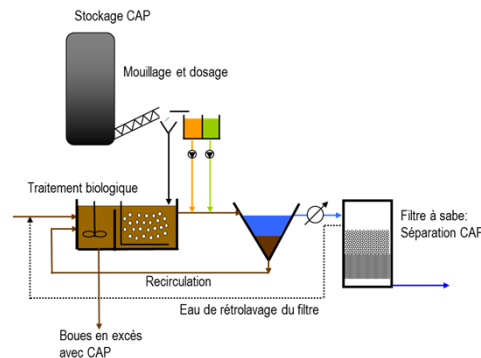 Stockage CAP
Mouillage et dosage
Traitement biologique
Filtre à sabe:
Séparation CAP
Recirculation
Eau de rétrolavage du filtre
Boues en excès
avec CAP